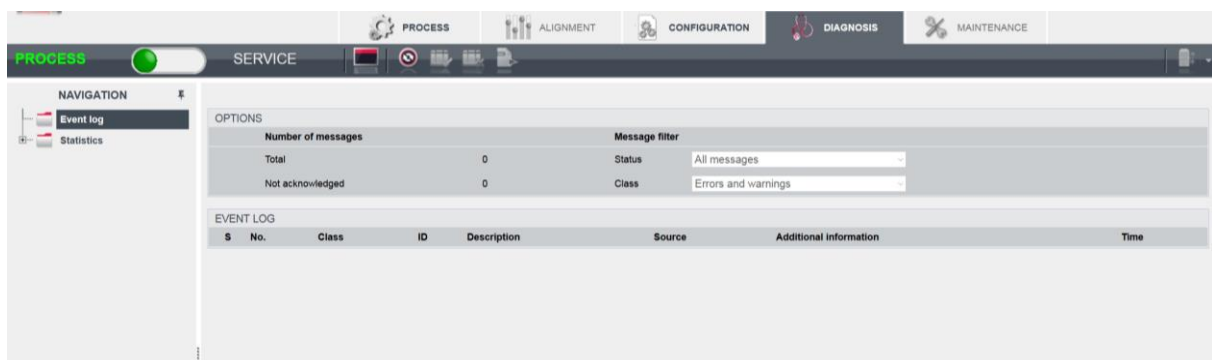 PROCESS ALIGNMENT CONFIGURATION DIAGNOSIS MAINTENANCE
PROCESS SERVICE
NAVIGATION
Event log
Statistics
OPTIONS
Number of messages Message filter
Total 0 Status All messages
Not acknowledged 0 Class Errors and warnings
EVENT LOG
S No. Class ID Description Source Additional information Time